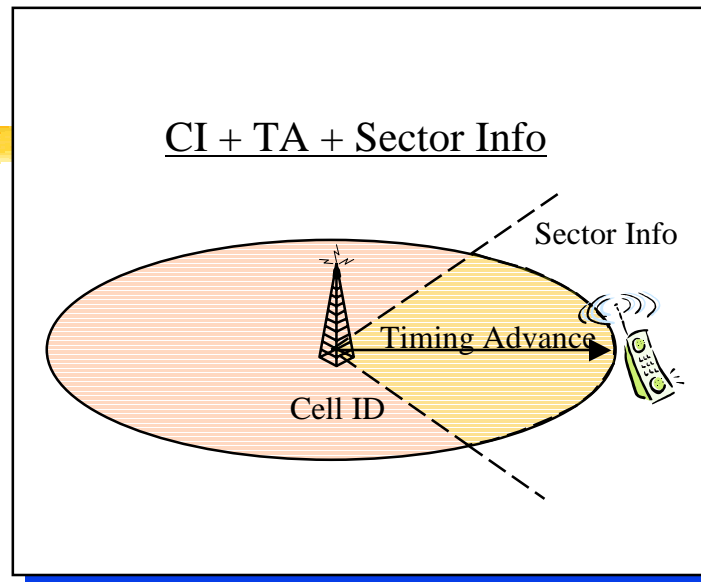 CI + TA + Sector Info
Sector Info
Timing Advance
Cell ID